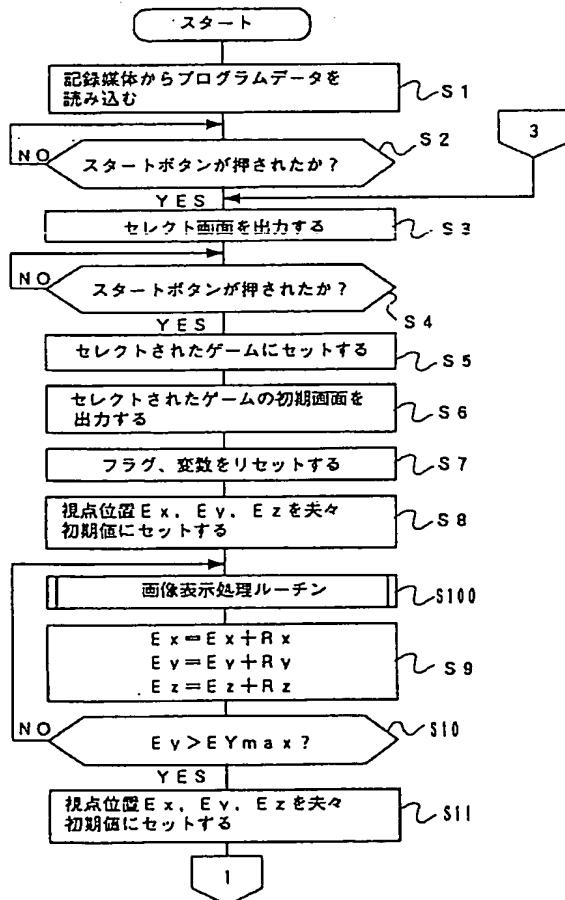 スタート
記録媒体からプログラムデータを
読み込む
S1
3
S2
NO
スタートボタンが押されたか?
YES
セレクト画面を出力する
S3
NO
スタートボタンが押されたか?
S4
YES
セレクトされたゲームにセットする
S5
セレクトされたゲームの初期画面を
出力する
S6
フラグ、変数をリセットする
S7
視点位置Ex, Ey, Ezを夫々
初期値にセットする
S8
画像表示処理ルーチン
S100
Ex=Ex+Rx
Ey=Ey+Ry
Ez=Ez+Rz
S9
NO
Ey>EYmax?
S10
YES
視点位置Ex, Ey, Ezを夫々
初期値にセットする
S11
1